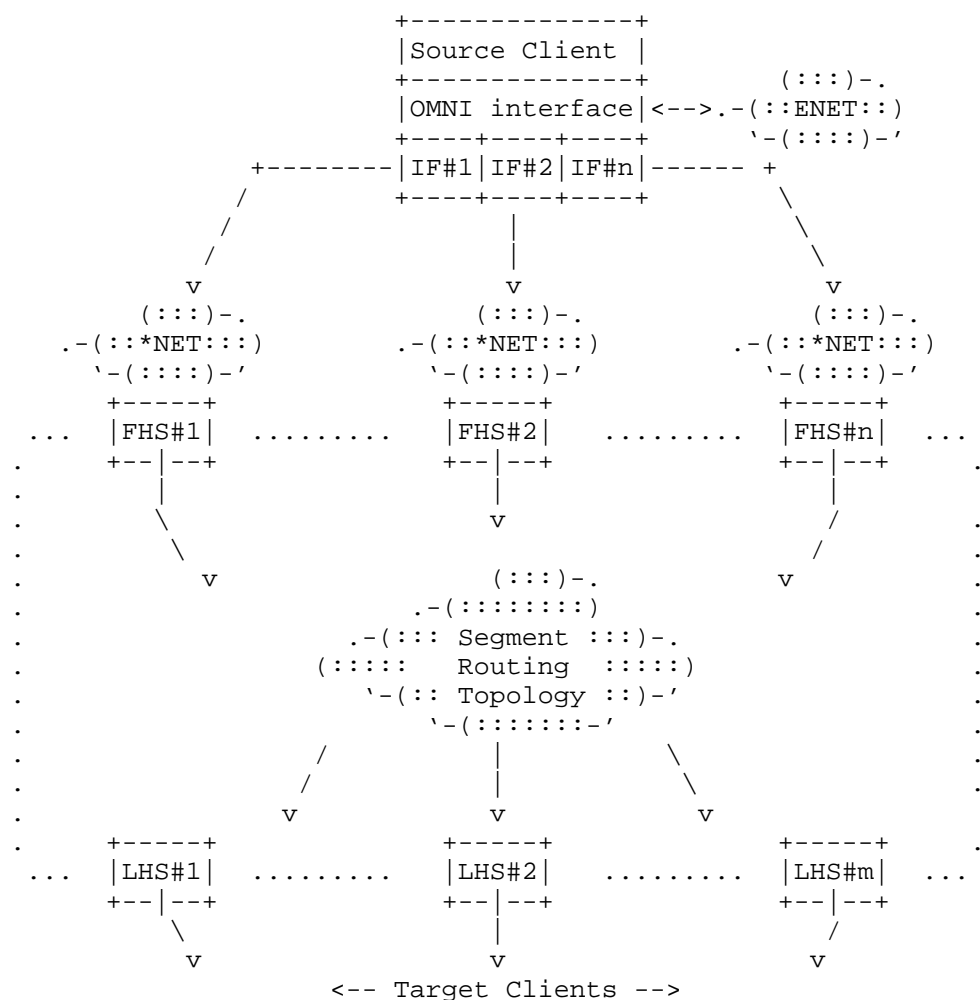 Source Client
OMNI interface <--> ENET
IF#1 IF#2 IF#n
*NET *NET *NET
FHS#1 FHS#2 FHS#n
Segment
Routing
Topology
LHS#1 LHS#2 LHS#m
<-- Target Clients -->